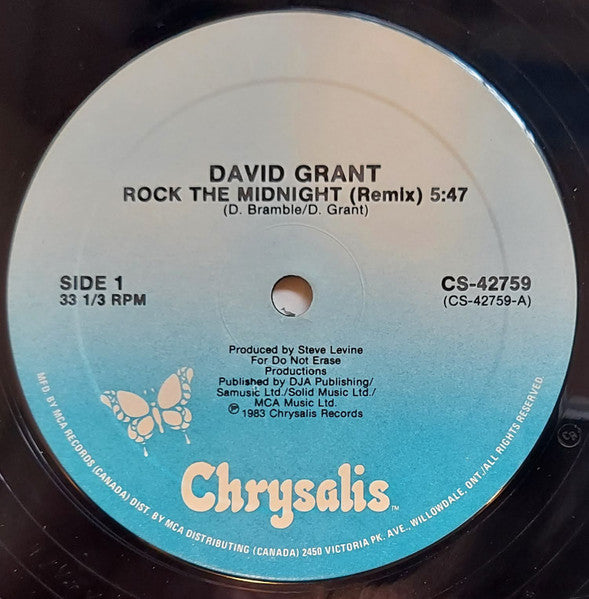 DAVID GRANT
ROCK THE MIDNIGHT (Remix) 5:47
(D. Bramble/D. Grant)
SIDE 1
33 1/3 RPM
CS-42759
(CS-42759-A)
Produced by Steve Levine
For Do Not Erase
Productions
Published by DJA Publishing/
Samusic Ltd./Solid Music Ltd./
MCA Music Ltd.
℗ 1983 Chrysalis Records
Chrysalis™
MFD. BY MCA RECORDS (CANADA) DIST. BY MCA DISTRIBUTING (CANADA) 2450 VICTORIA PK. AVE., WILLOWDALE, ONT./ALL RIGHTS RESERVED.